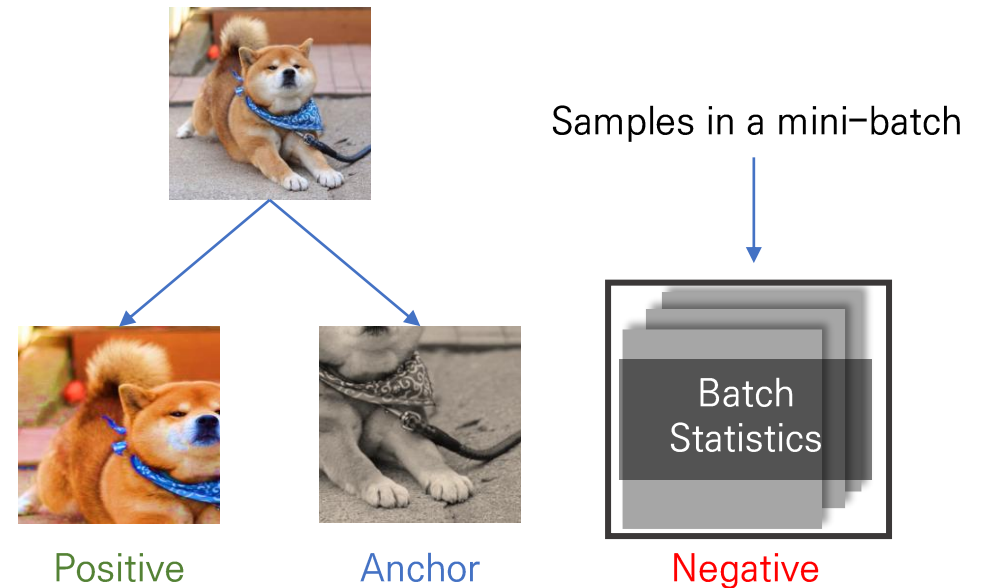 Samples in a mini-batch
Batch
Statistics
Positive
Anchor
Negative